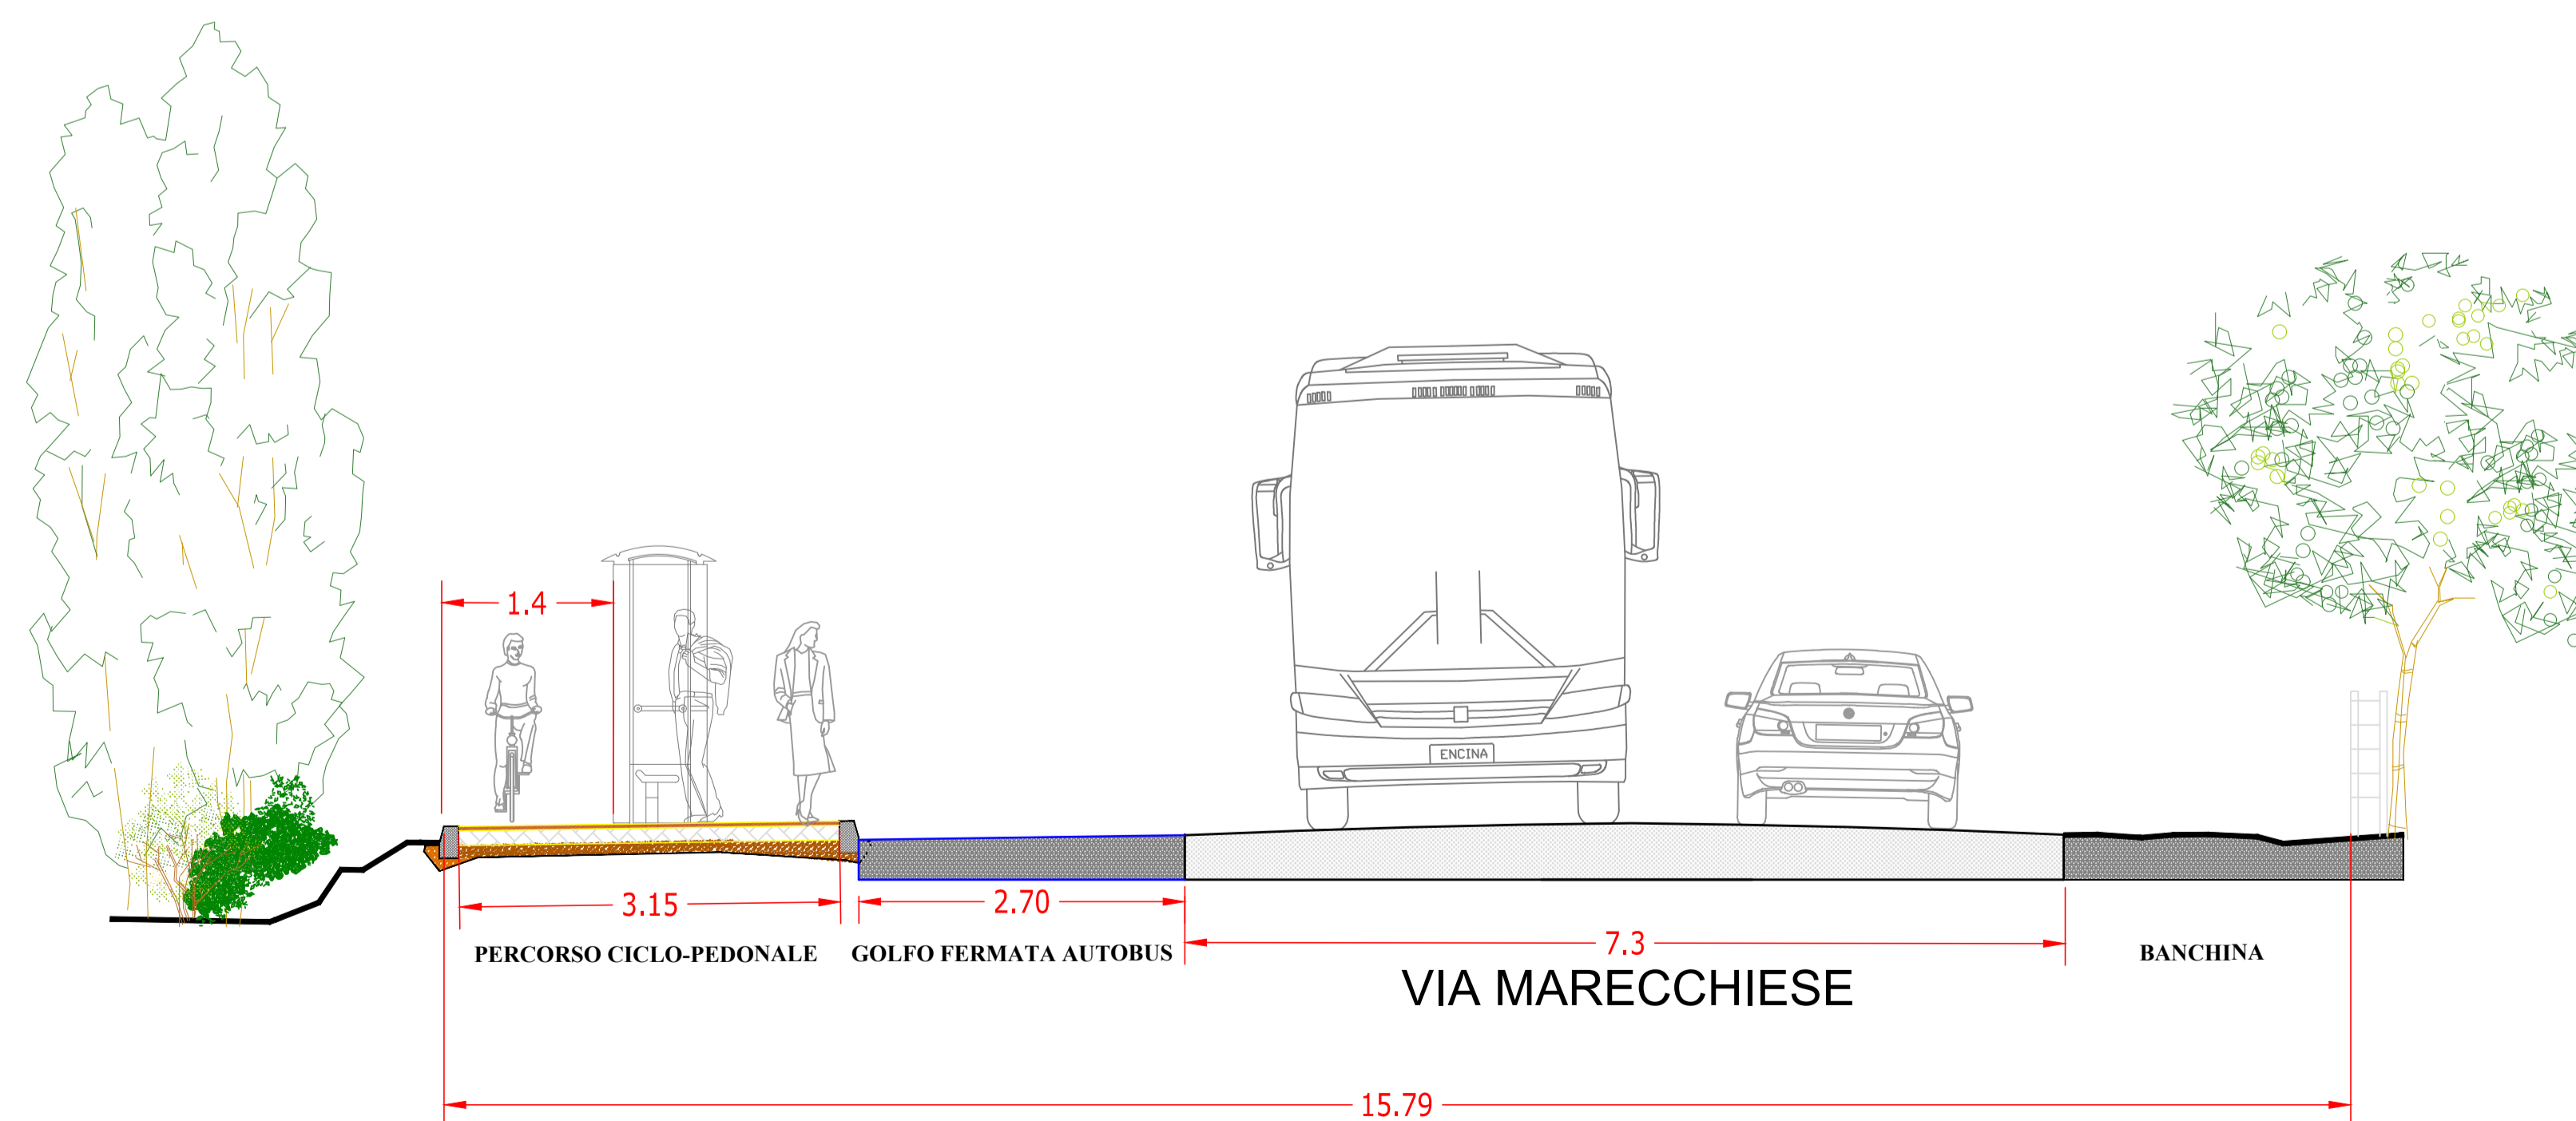 1.4
ENCINA
3.15
2.70
PERCORSO CICLO-PEDONALE
GOLFO FERMATA AUTOBUS
7.3
BANCHINA
VIA MARECCHIESE
15.79